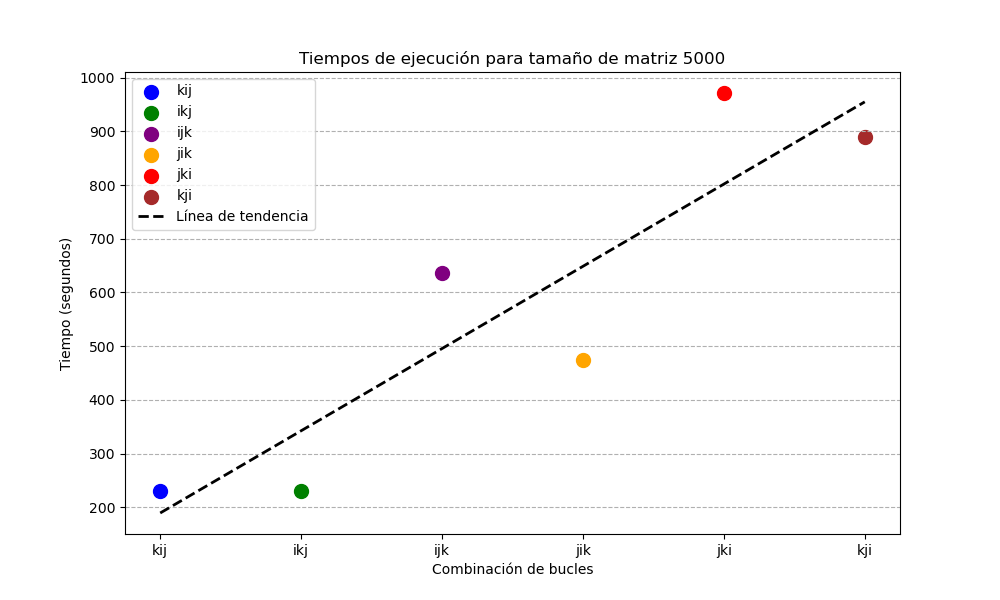 Tiempos de ejecución para tamaño de matriz 5000
1000
900
800
700
600
500
400
300
200
Tiempo (segundos)
kij
ikj
ijk
jik
jki
kji
Línea de tendencia
kij
ikj
ijk
jik
jki
kji
Combinación de bucles